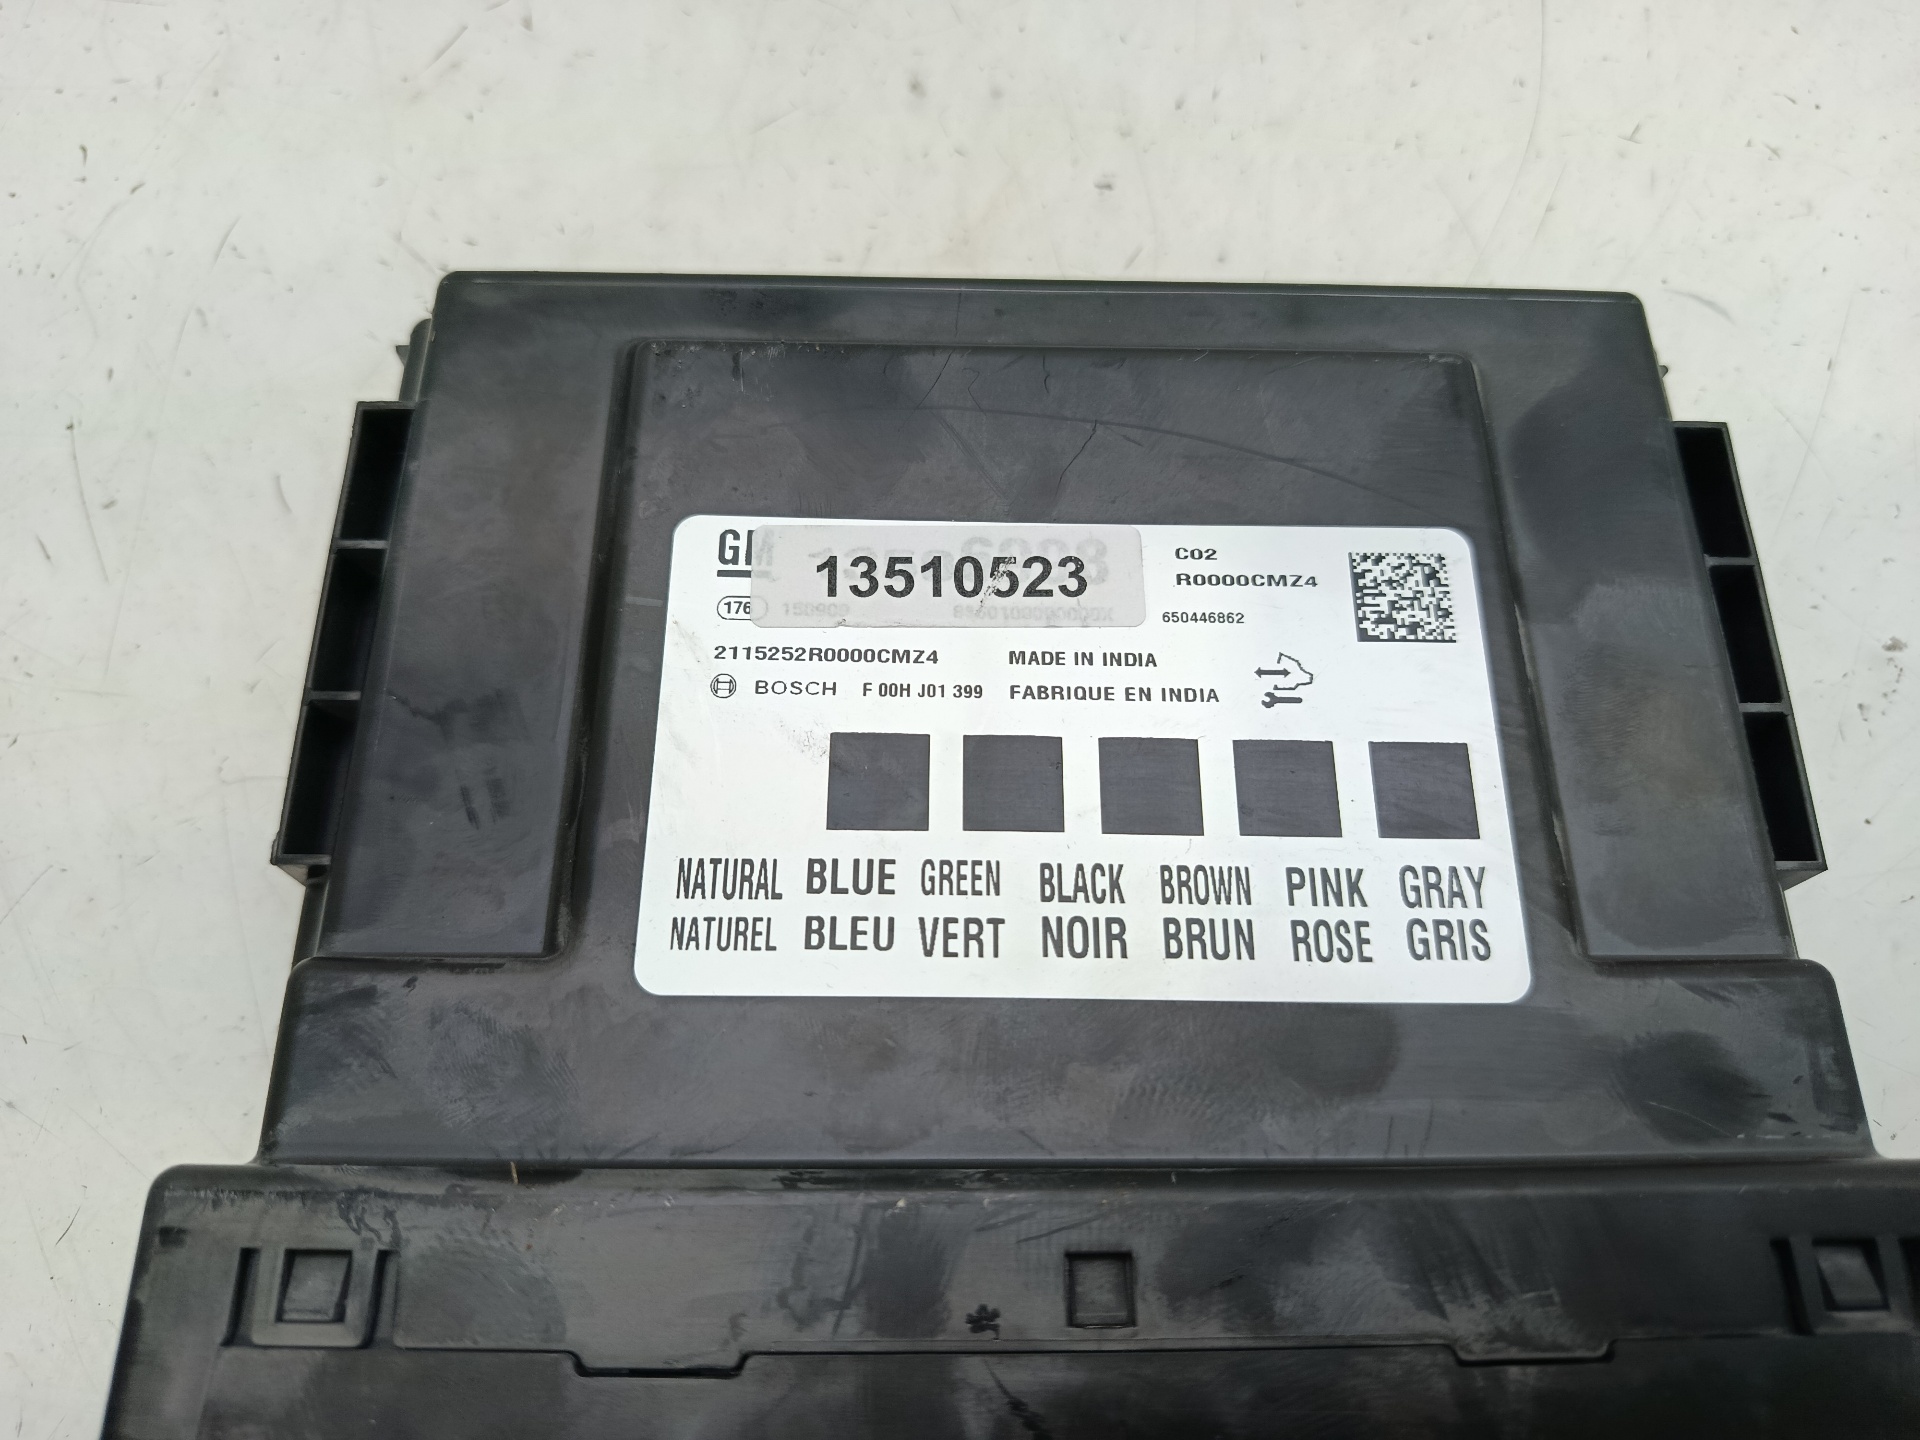 GM
13510523
C02
R0000CMZ4
176
650446862
2115252R0000CMZ4 MADE IN INDIA
BOSCH F 00H J01 399 FABRIQUE EN INDIA
NATURAL BLUE GREEN BLACK BROWN PINK GRAY
NATUREL BLEU VERT NOIR BRUN ROSE GRIS